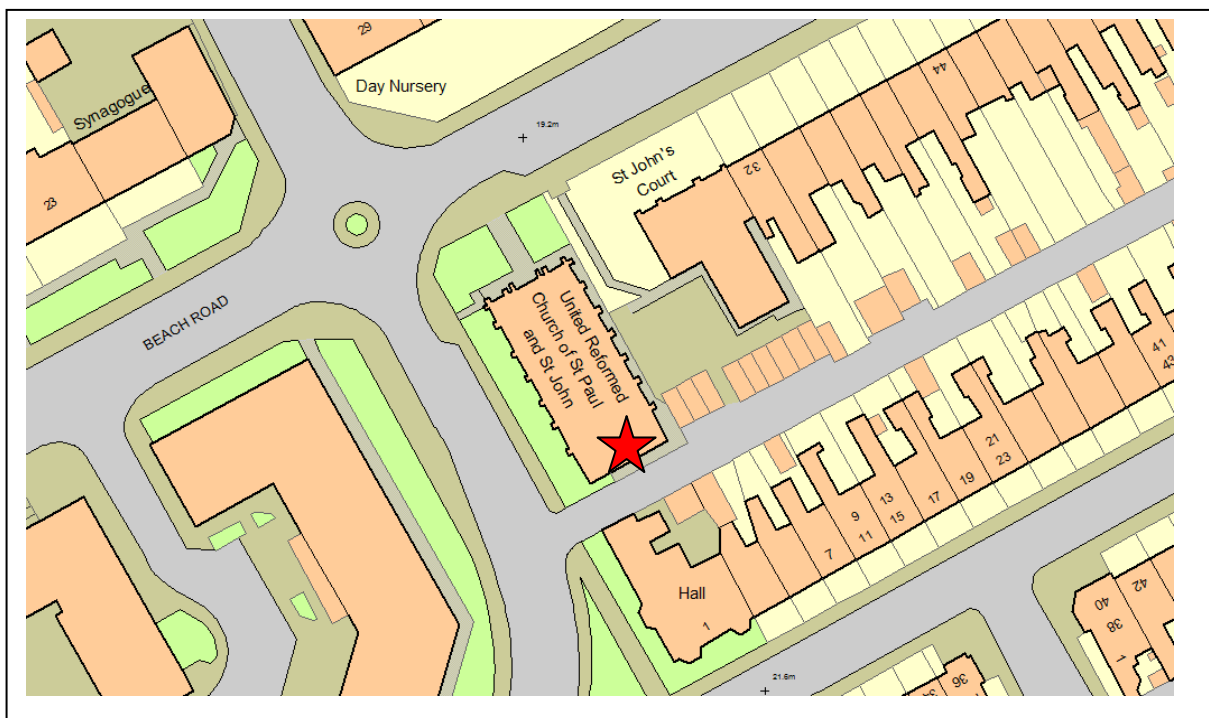 29
Day Nursery
Synagogue
19.2m
44
St John's
Court
32
23
BEACH ROAD
United Reformed
Church of St Paul
and St John
41
43
21
23
19
17
13
15
9
11
7
Hall
1
42
40
38
1
36
34
21.6m